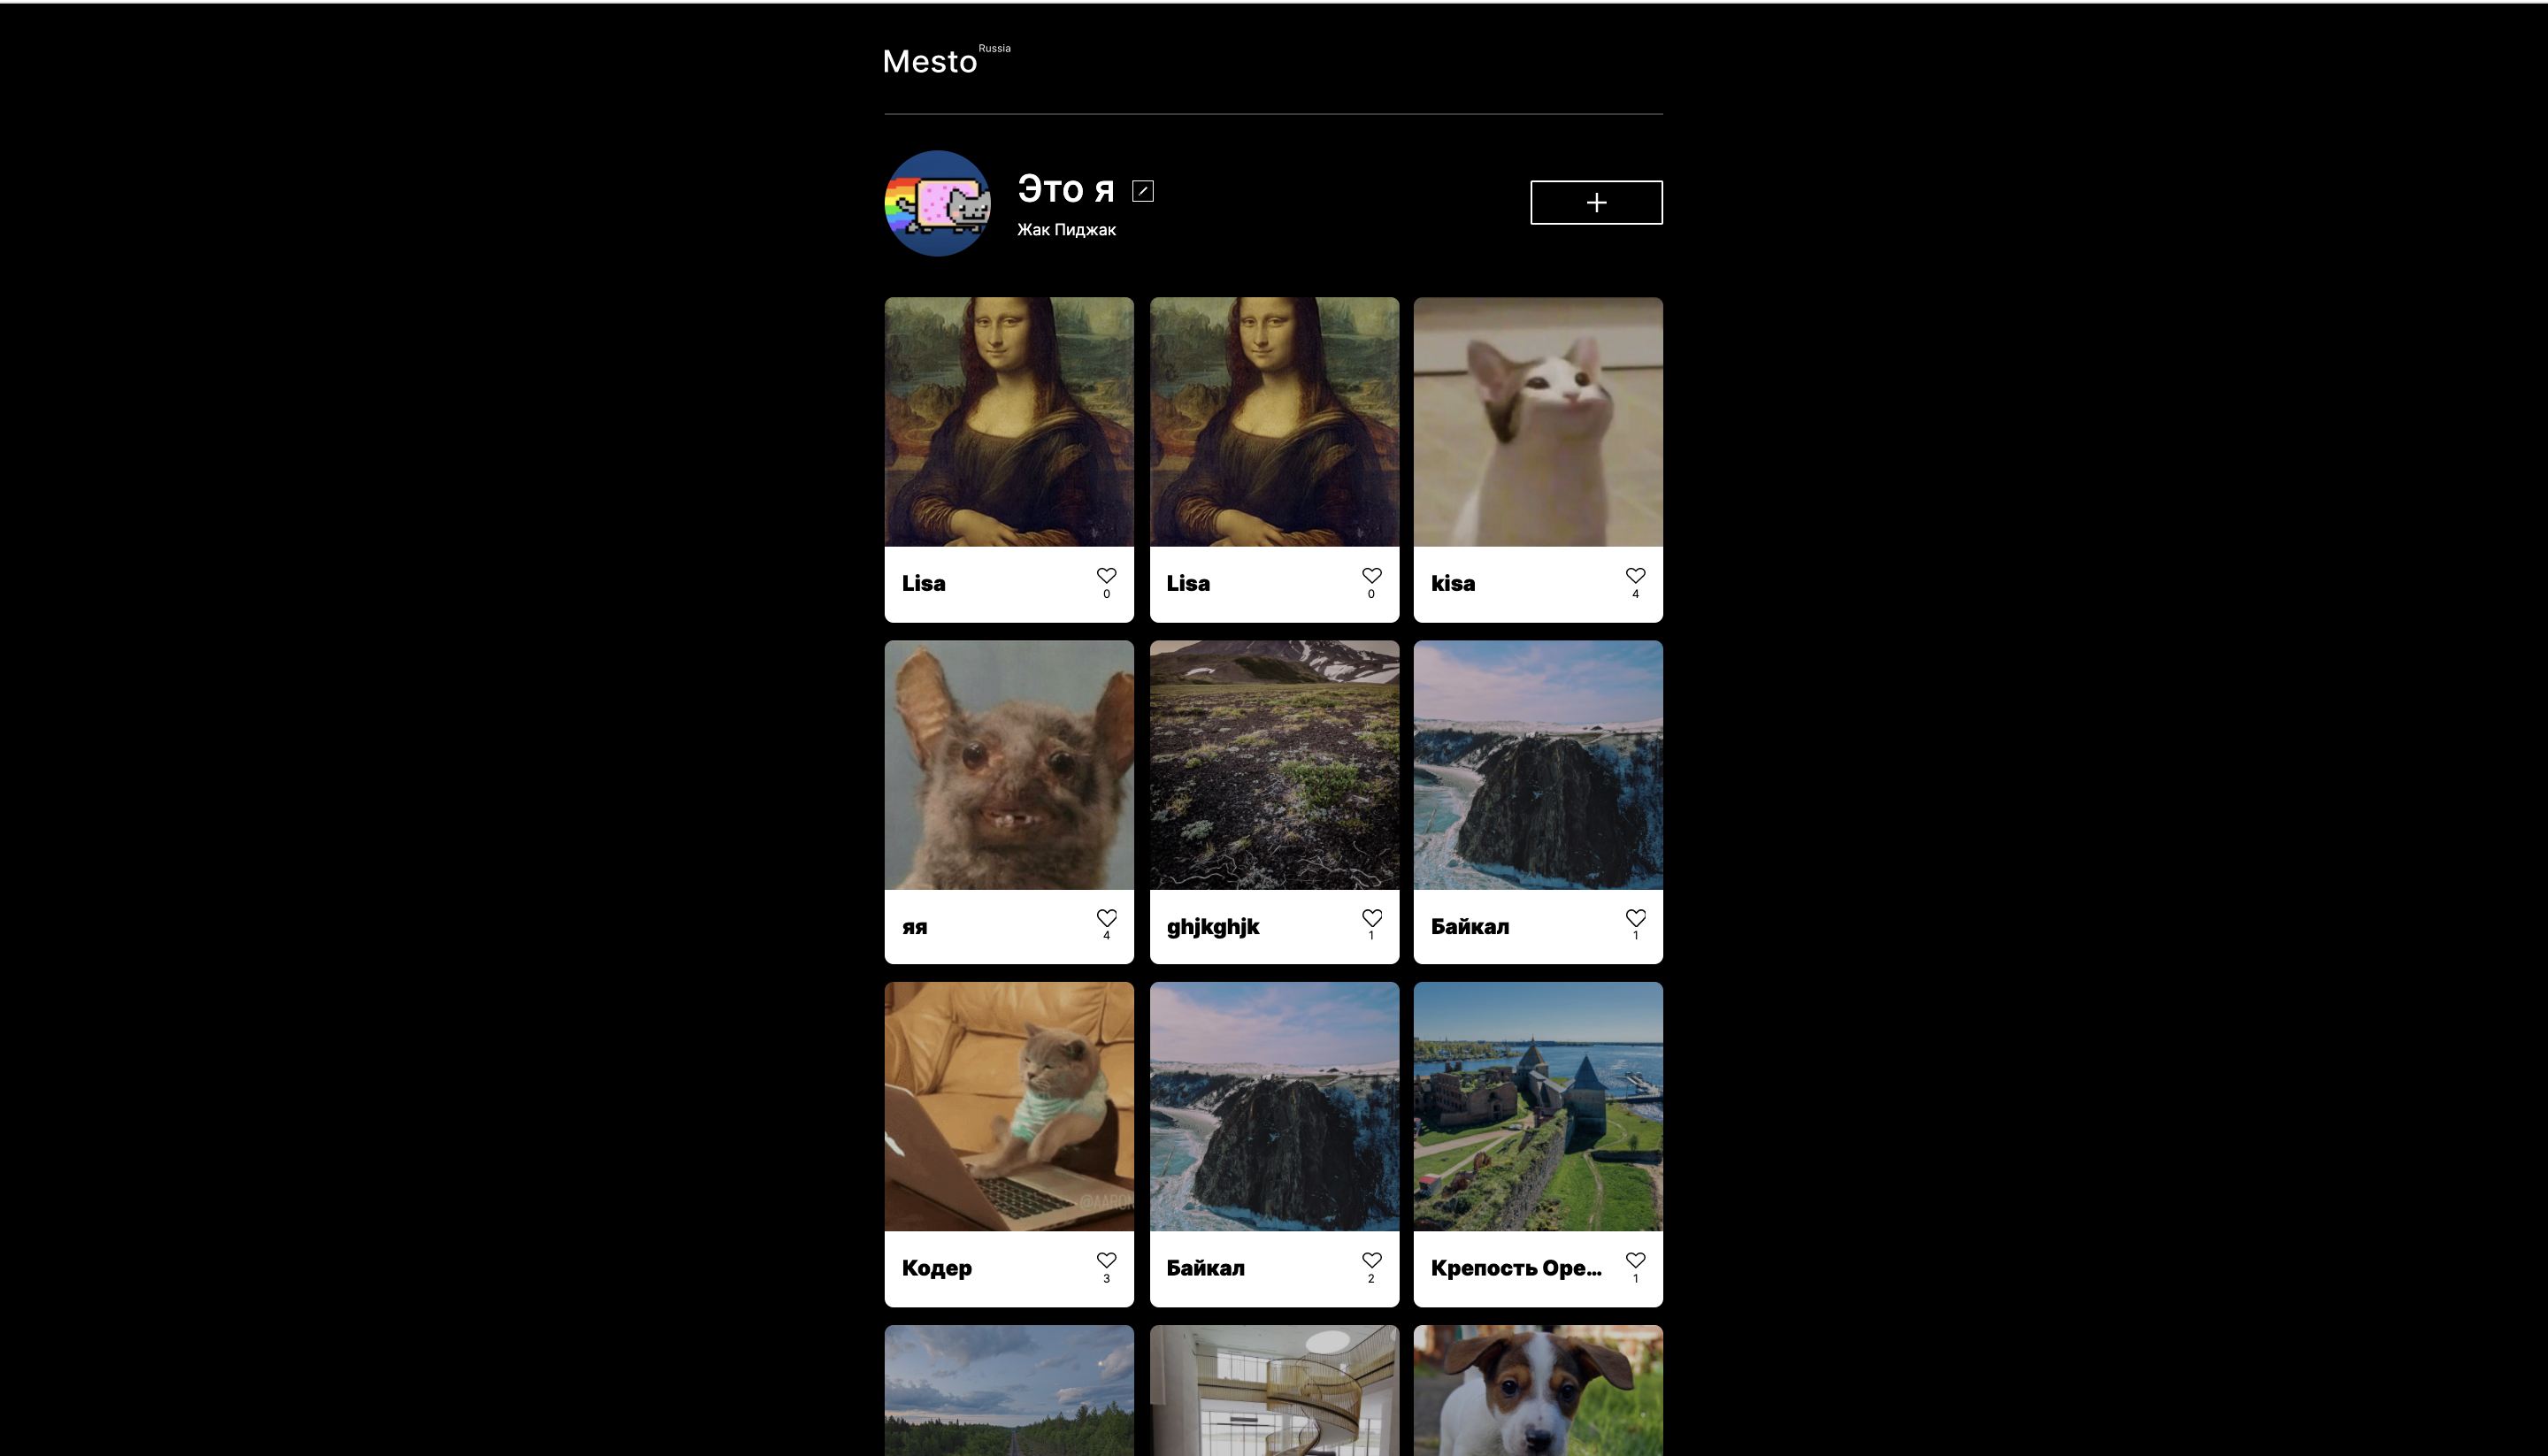 Mesto Russia
Это я
Жак Пиджак
Lisa
0
Lisa
0
kisa
4
яя
4
ghjkghjk
1
Байкал
1
@AARON
Кодер
3
Байкал
2
Крепость Оре...
1